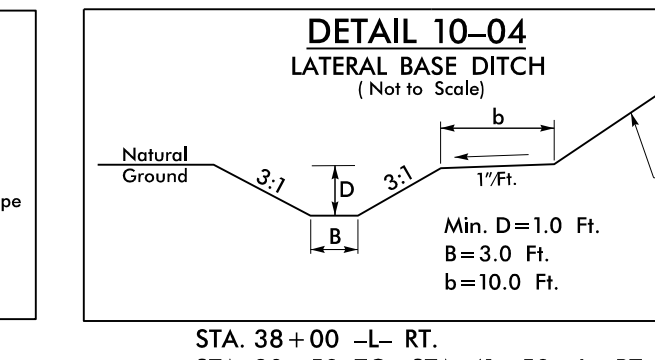 DETAIL 10–04
LATERAL BASE DITCH
( Not to Scale)
b
Natural
Ground
3:1
D
3:1
1"/Ft.
B
Min. D=1.0 Ft.
B=3.0 Ft.
b=10.0 Ft.
pe
STA. 38+00 –L– RT.